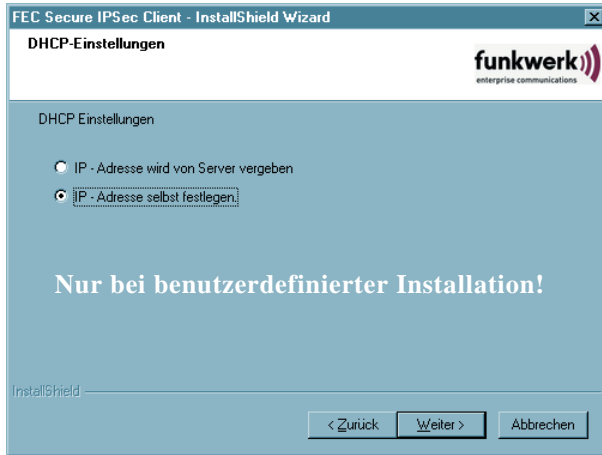 FEC Secure IPSec Client - InstallShield Wizard
DHCP-Einstellungen
funkwerk
enterprise communications
DHCP Einstellungen
IP - Adresse wird von Server vergeben
IP - Adresse selbst festlegen.
Nur bei benutzerdefinierter Installation!
InstallShield
< Zurück
Weiter >
Abbrechen